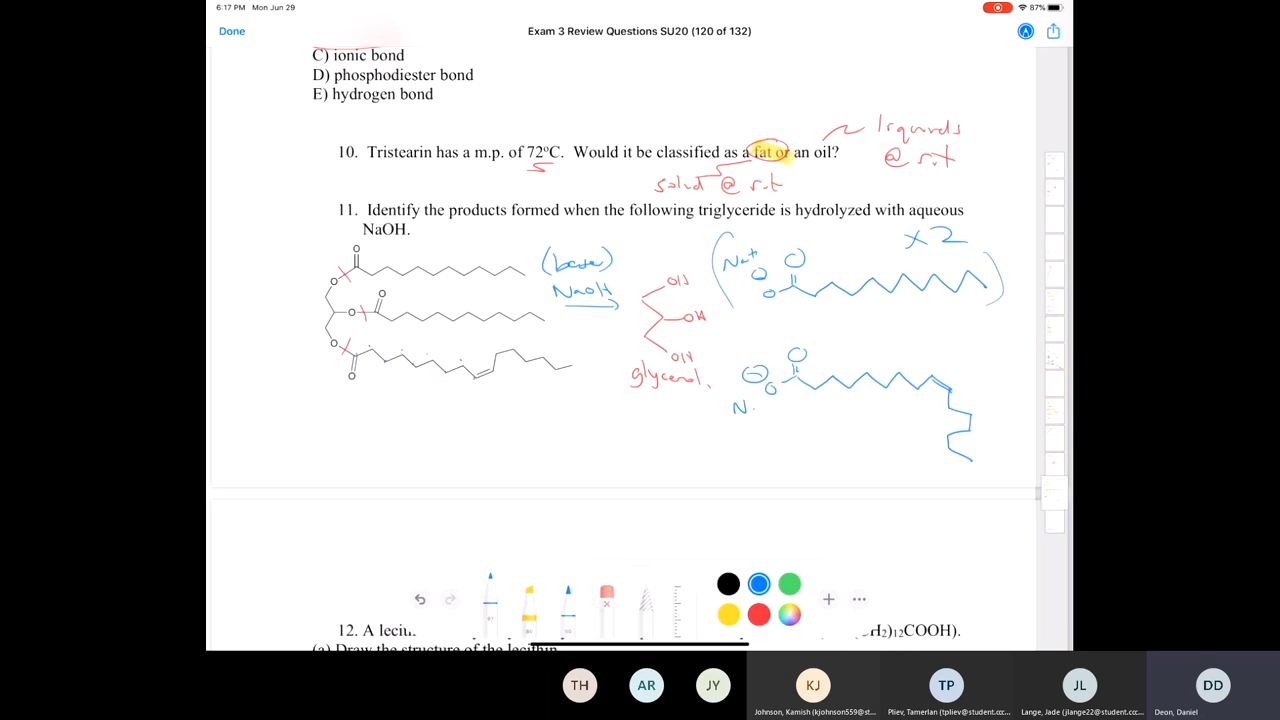 6:17 PM Mon Jun 29
87%
Done
Exam 3 Review Questions SU20 (120 of 132)
C) ionic bond
D) phosphodiester bond
E) hydrogen bond
liquids
@ r.t
10. Tristearin has a m.p. of 72°C. Would it be classified as a fat or an oil?
solid @ r.t
11. Identify the products formed when the following triglyceride is hydrolyzed with aqueous
NaOH.
x2
(base)
NaOH
Na+
O
O
O
O
O
O
O
O
OH
OH
OH
glycerol.
O
O
O
N.
12. A leci
H₂)₁₂COOH).
(a) Draw the structure of the lecithin
TH
AR
JY
KJ
TP
JL
DD
Johnson, Kamish (kjohnson559@st...
Pliev, Tamerlan (tpliev@student.ccc...
Lange, Jade (jlange22@student.ccc...
Deon, Daniel